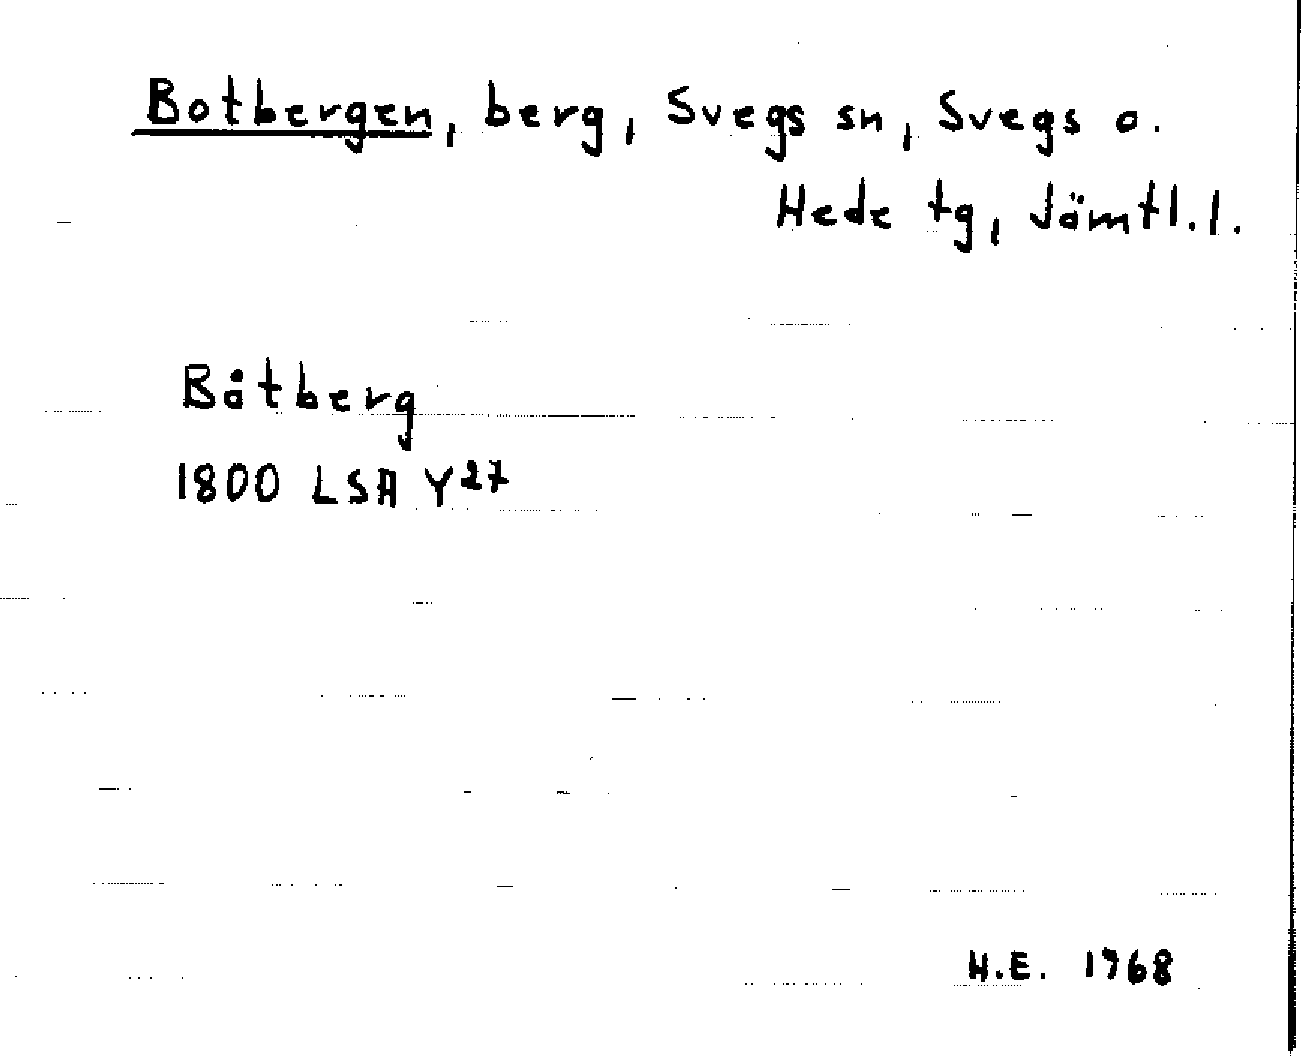 Botbergen, berg, Svegs sn, Svegs o.
Hede tg, Jämtl.l.
Båtberg
1800 LSA Y27
H.E. 1968